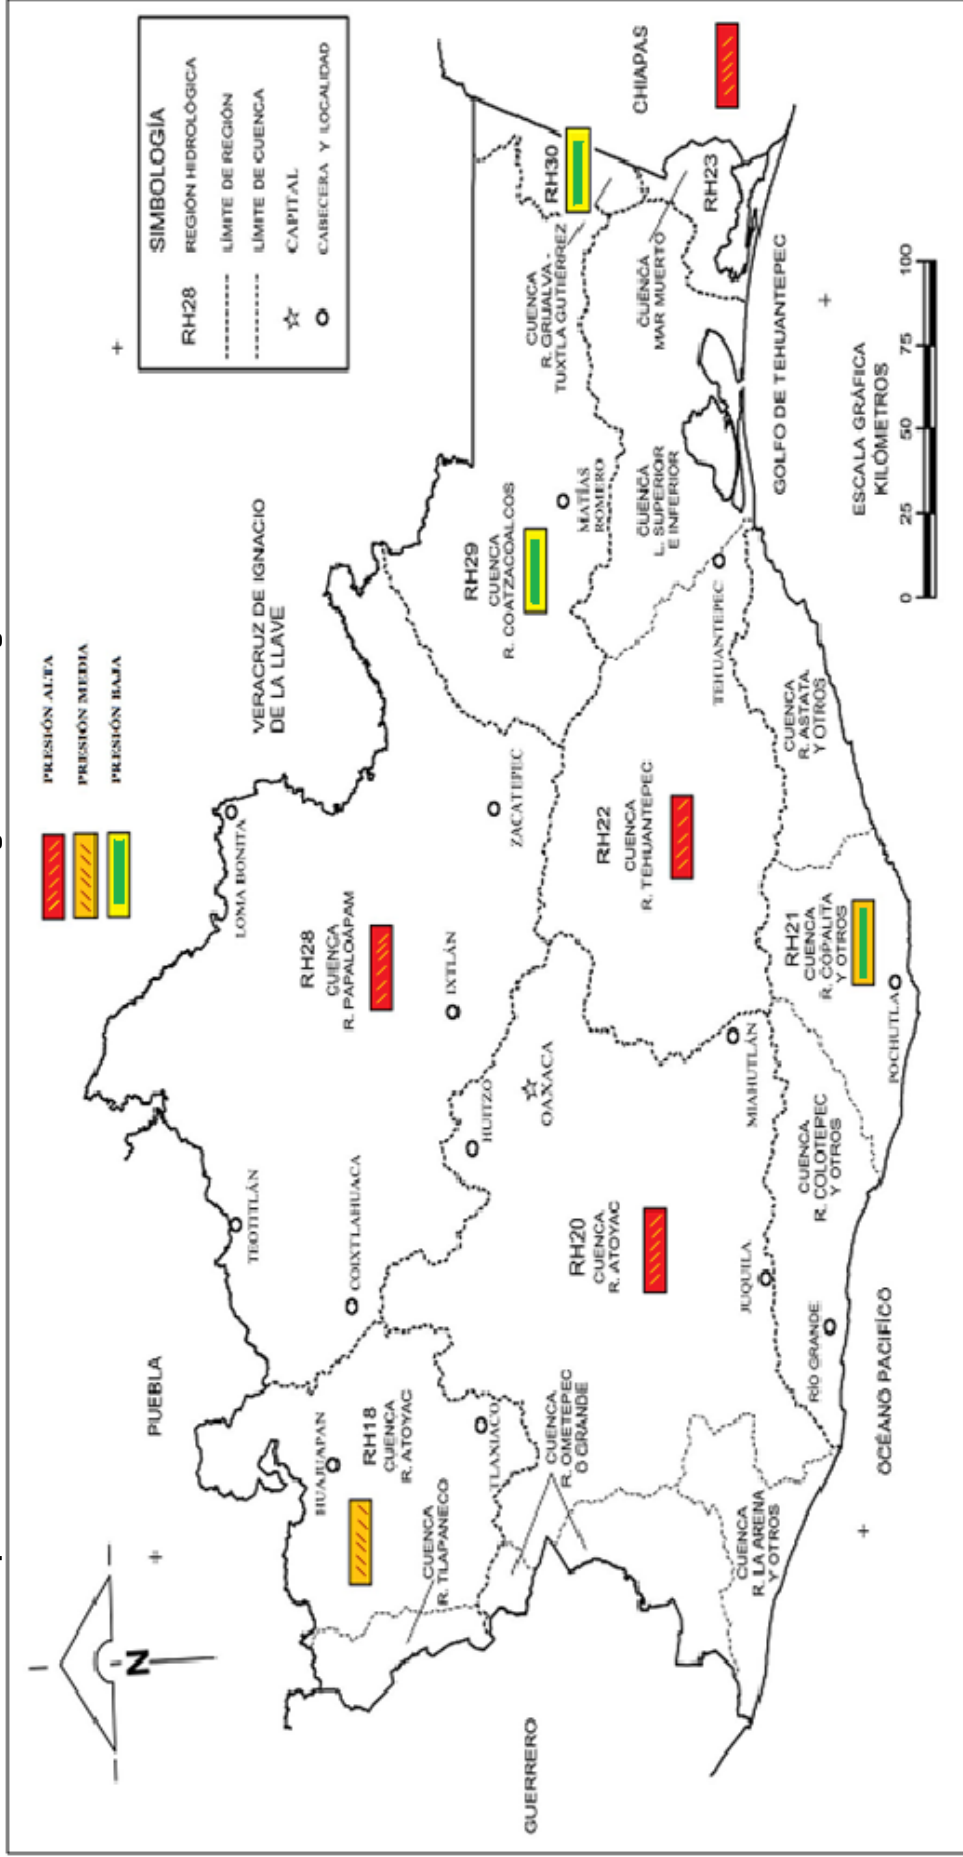 PRESIÓN ALTA
PRESIÓN MEDIA
PRESIÓN BAJA
SIMBOLOGÍA
RH28 REGIÓN HIDROLÓGICA
LÍMITE DE REGIÓN
LÍMITE DE CUENCA
CAPITAL
CABECERA Y LOCALIDAD
N
PUEBLA
VERACRUZ DE IGNACIO
DE LA LLAVE
GUERRERO
CHIAPAS
LOMA BONITA
TEOTITLÁN
COIXTLAHUACA
HUAJUAPAN
RH18
CUENCA
R. ATOYAC
CUENCA
R. TLAPANECO
TLAXIACO
CUENCA
R. OMETEPEC
O GRANDE
RH28
CUENCA
R. PAPALOÁPAM
IXTLÁN
HUITZO
OAXACA
ZACATEPEC
RH29
CUENCA
R. COATZACOALCOS
MATÍAS
ROMERO
RH30
CUENCA
R. GRIJALVA -
TUXTLA GUTIÉRREZ
CUENCA
MAR MUERTO
RH23
CUENCA
L. SUPERIOR
E INFERIOR
RH20
CUENCA
R. ATOYAC
RH22
CUENCA
R. TEHUANTEPEC
TEHUANTEPEC
MIAHUTLÁN
JUQUILA
RÍO GRANDE
CUENCA
R. LA ARENA
Y OTROS
CUENCA
R. COLOTEPEC
Y OTROS
RH21
CUENCA
R. COPALITA
Y OTROS
POCHUTLA
CUENCA
R. ASTATA
Y OTROS
GOLFO DE TEHUANTEPEC
OCÉANO PACIFÍCO
ESCALA GRÁFICA
KILÓMETROS
0 25 50 75 100